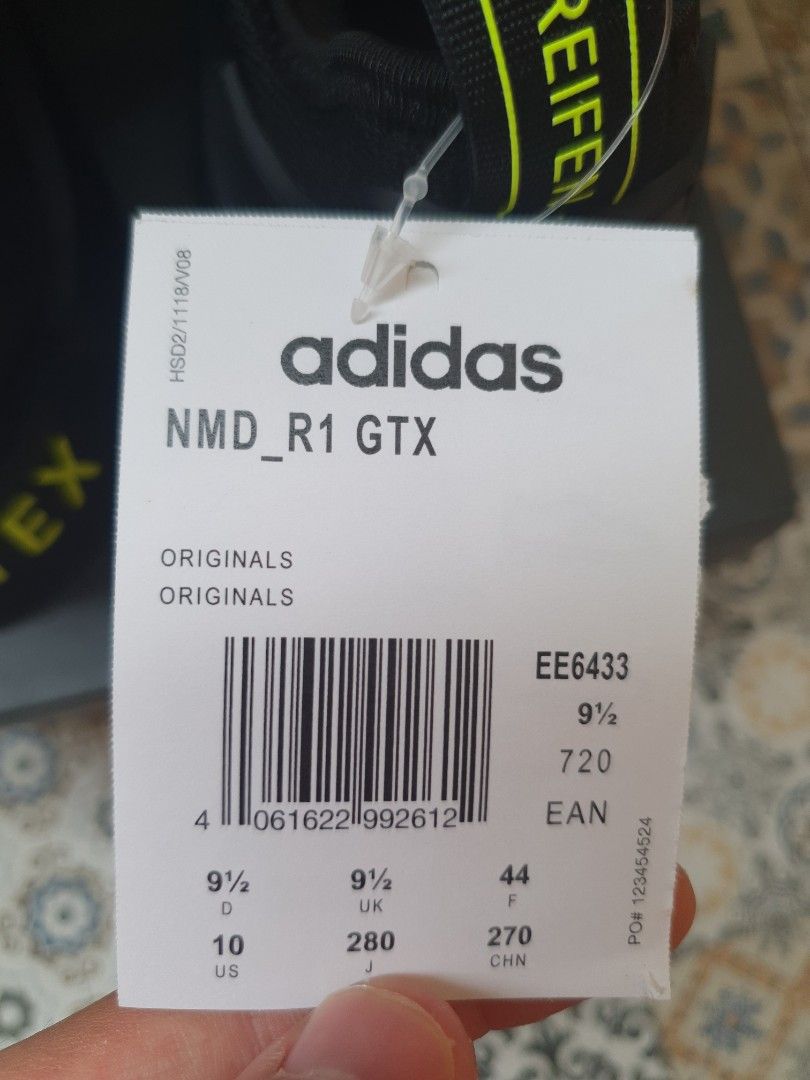 REIFEN
TEX
HSD2/1118/V08
adidas
NMD_R1 GTX
ORIGINALS
ORIGINALS
EE6433
9½
720
EAN
4 061622 992612
9½ 9½ 44
D UK F
10 280 270
US J CHN
PO# 123454524